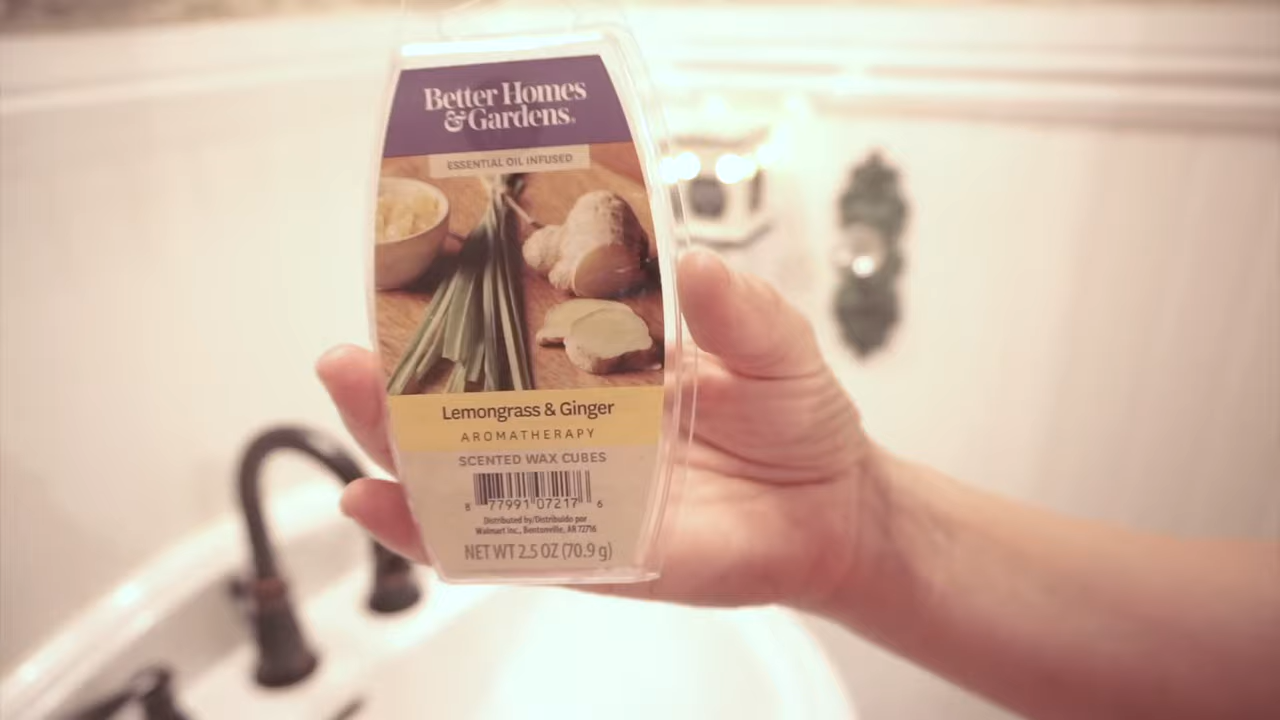 Better Homes
& Gardens®
ESSENTIAL OIL INFUSED
Lemongrass & Ginger
AROMATHERAPY
SCENTED WAX CUBES
8 77991 07217 6
Distributed by/Distribuido por
Walmart Inc., Bentonville, AR 72716
NET WT 2.5 OZ (70.9 g)